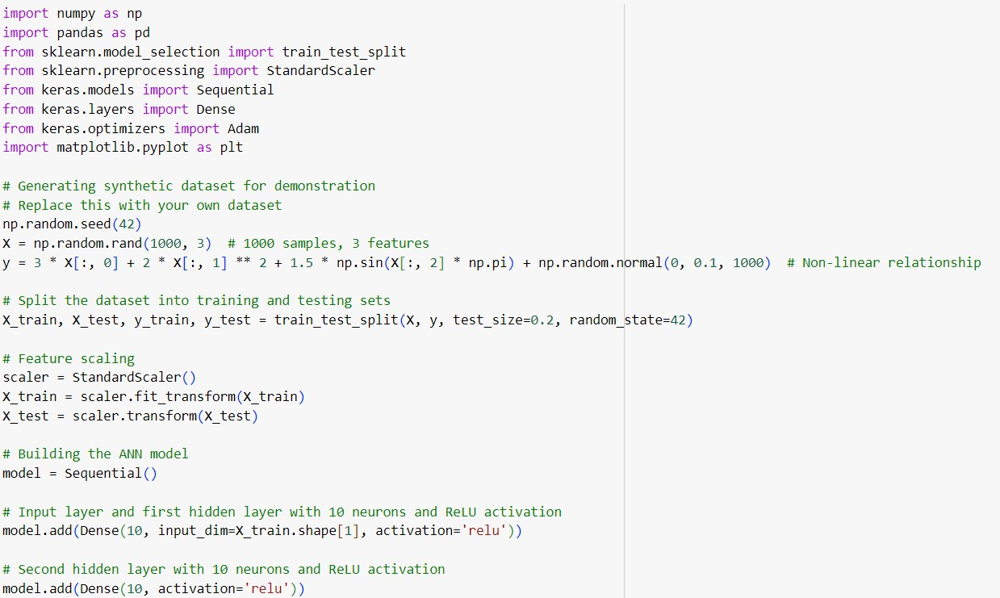 import numpy as np
import pandas as pd
from sklearn.model_selection import train_test_split
from sklearn.preprocessing import StandardScaler
from keras.models import Sequential
from keras.layers import Dense
from keras.optimizers import Adam
import matplotlib.pyplot as plt

# Generating synthetic dataset for demonstration
# Replace this with your own dataset
np.random.seed(42)
X = np.random.rand(1000, 3)  # 1000 samples, 3 features
y = 3 * X[:, 0] + 2 * X[:, 1] ** 2 + 1.5 * np.sin(X[:, 2] * np.pi) + np.random.normal(0, 0.1, 1000)  # Non-linear relationship

# Split the dataset into training and testing sets
X_train, X_test, y_train, y_test = train_test_split(X, y, test_size=0.2, random_state=42)

# Feature scaling
scaler = StandardScaler()
X_train = scaler.fit_transform(X_train)
X_test = scaler.transform(X_test)

# Building the ANN model
model = Sequential()

# Input layer and first hidden layer with 10 neurons and ReLU activation
model.add(Dense(10, input_dim=X_train.shape[1], activation='relu'))

# Second hidden layer with 10 neurons and ReLU activation
model.add(Dense(10, activation='relu'))